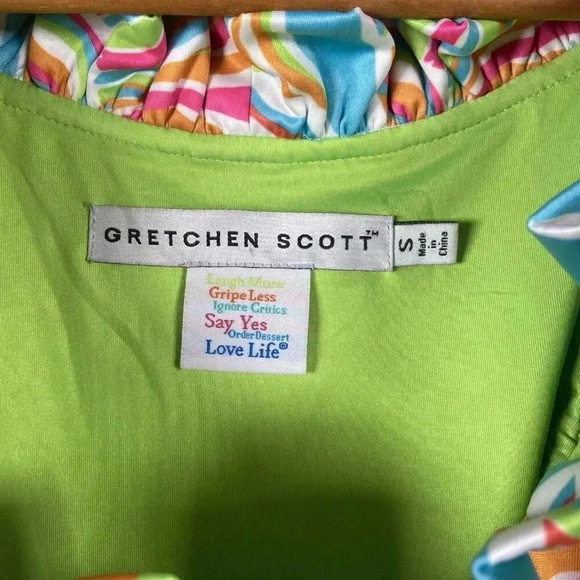 GRETCHEN SCOTT™
S
Made
in
China
Laugh More
Gripe Less
Ignore Critics
Say Yes
Order Dessert
Love Life®